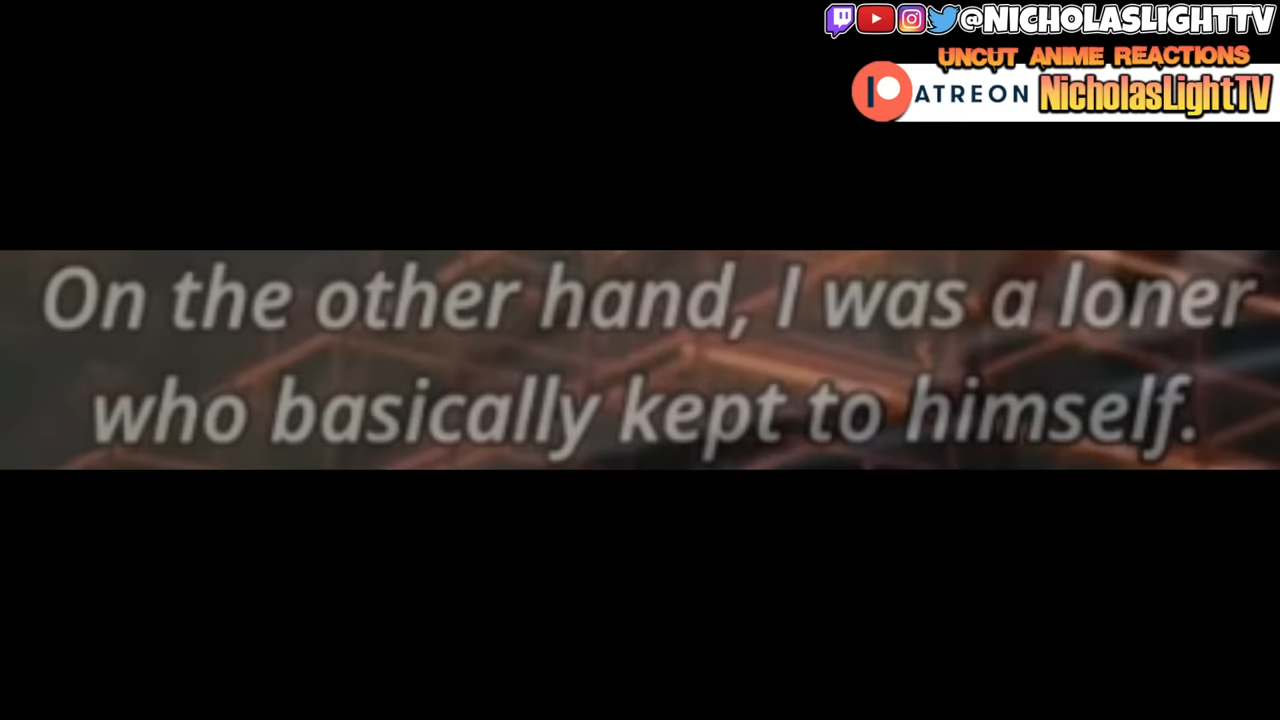 @NICHOLASLIGHTTV
UNCUT ANIME REACTIONS
PATREON NicholasLightTV
On the other hand, I was a loner
who basically kept to himself.